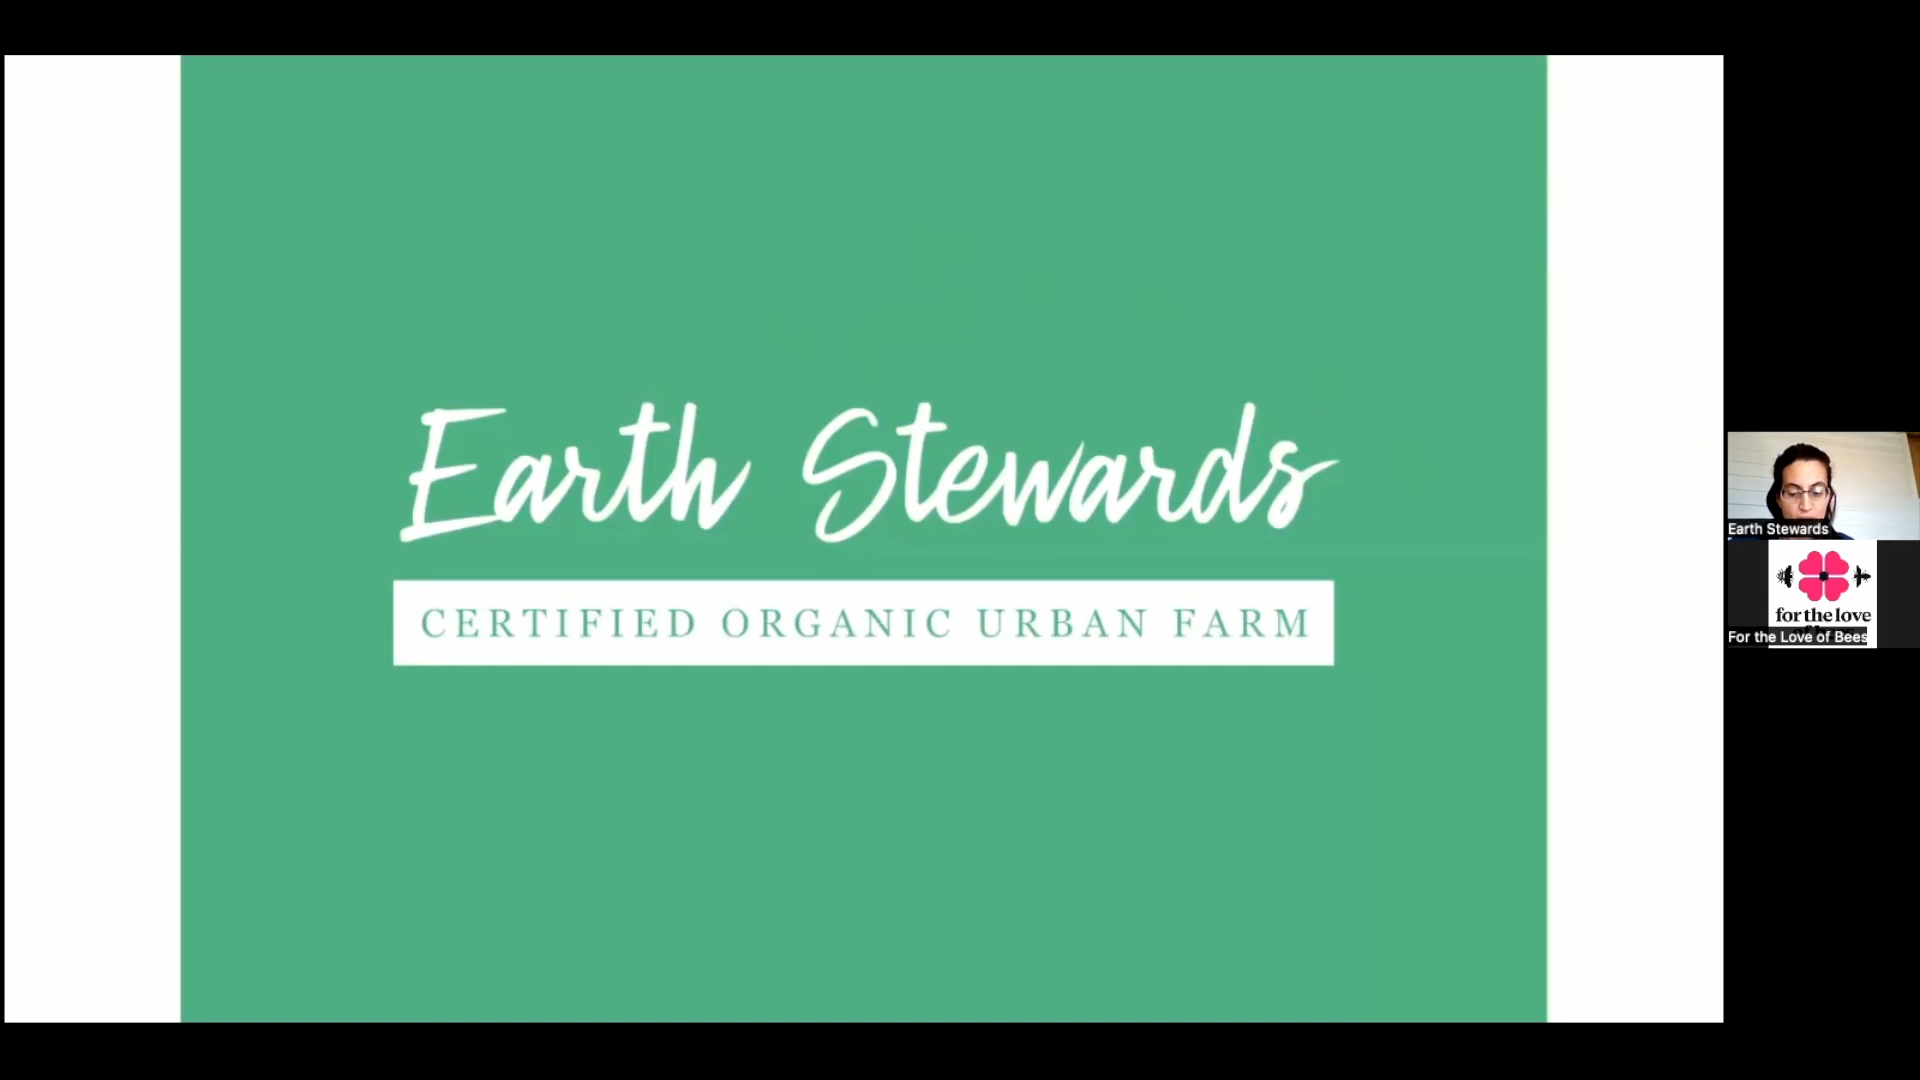 Earth Stewards
CERTIFIED ORGANIC URBAN FARM
Earth Stewards
for the love
For the Love of Bees